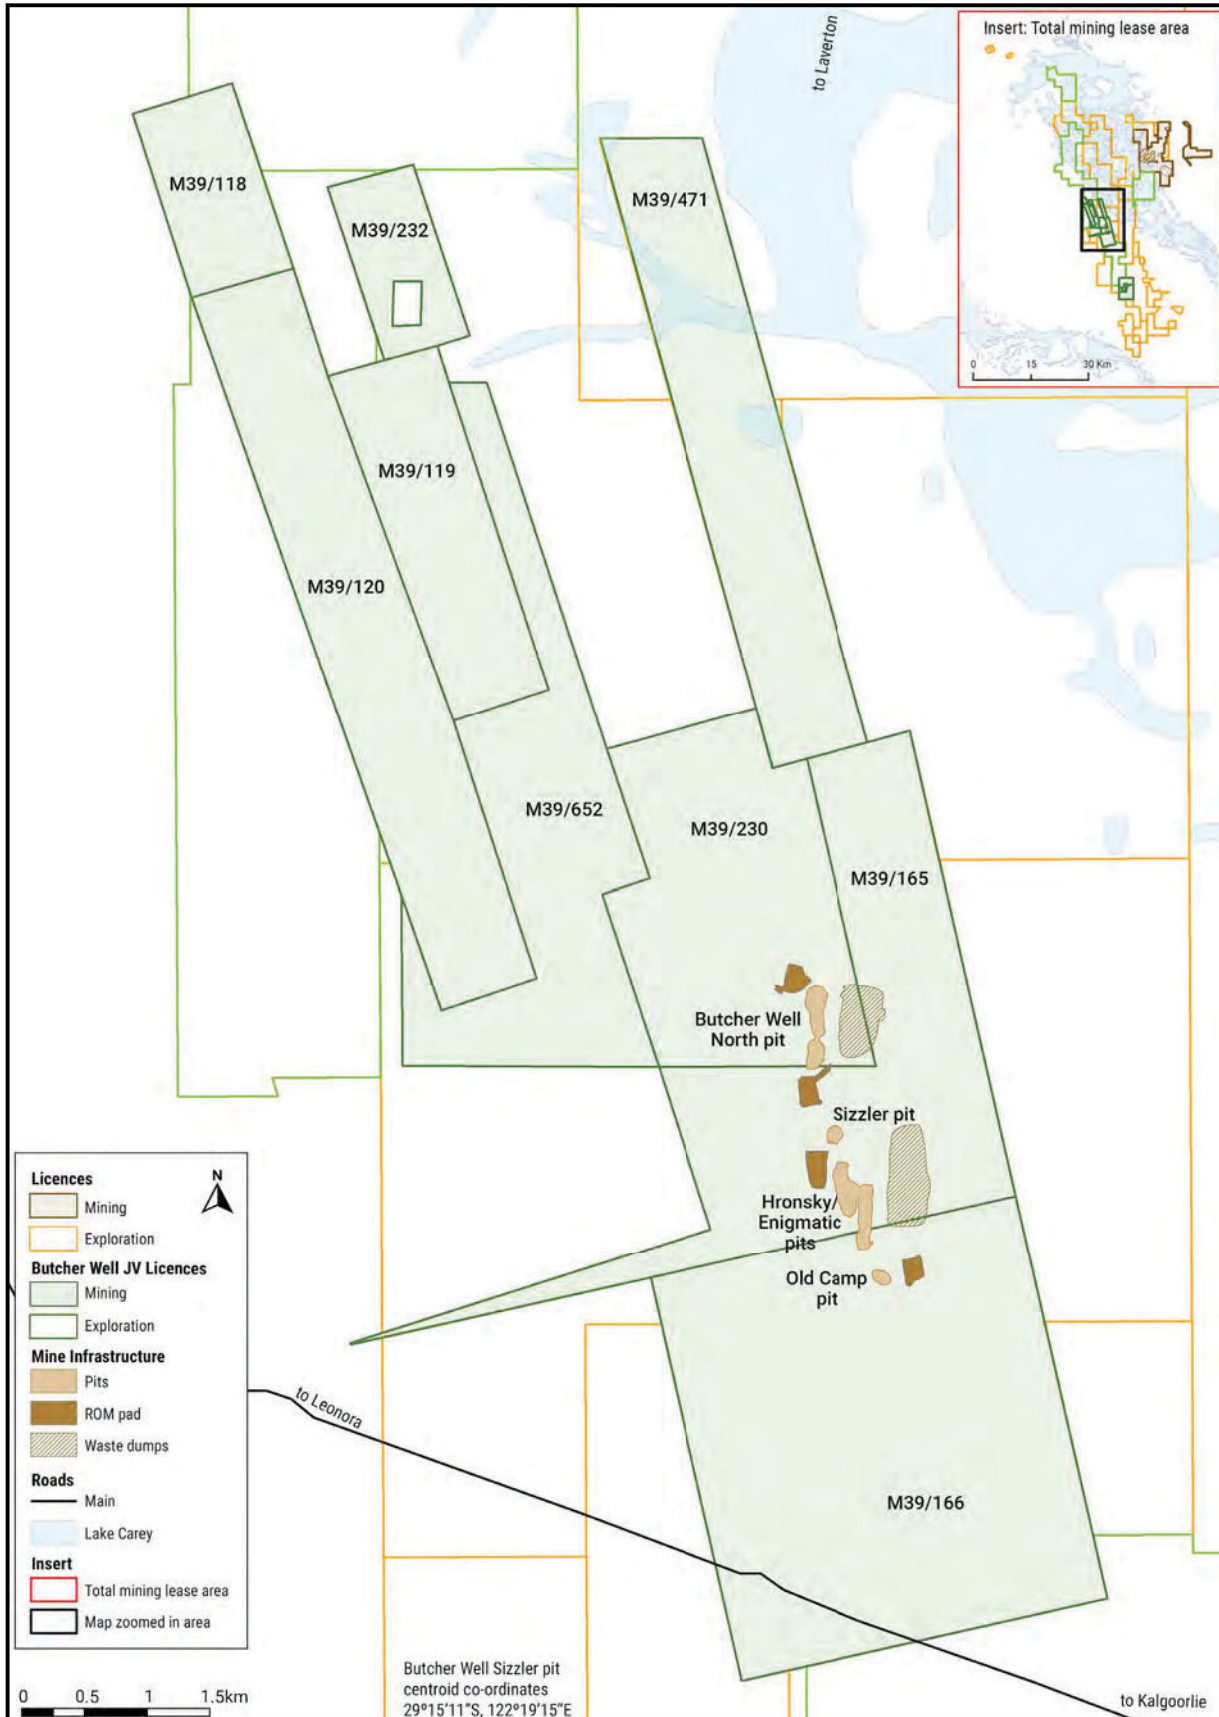 Insert: Total mining lease area
0 15 30 Km
to Laverton
M39/118
M39/232
M39/471
M39/119
M39/120
M39/652
M39/230
M39/165
Butcher Well
North pit
Sizzler pit
Hronsky/
Enigmatic
pits
Old Camp
pit
M39/166
to Leonora
to Kalgoorlie
N
Licences
Mining
Exploration
Butcher Well JV Licences
Mining
Exploration
Mine Infrastructure
Pits
ROM pad
Waste dumps
Roads
Main
Lake Carey
Insert
Total mining lease area
Map zoomed in area
0 0.5 1 1.5km
Butcher Well Sizzler pit
centroid co-ordinates
29º15'11"S, 122º19'15"E